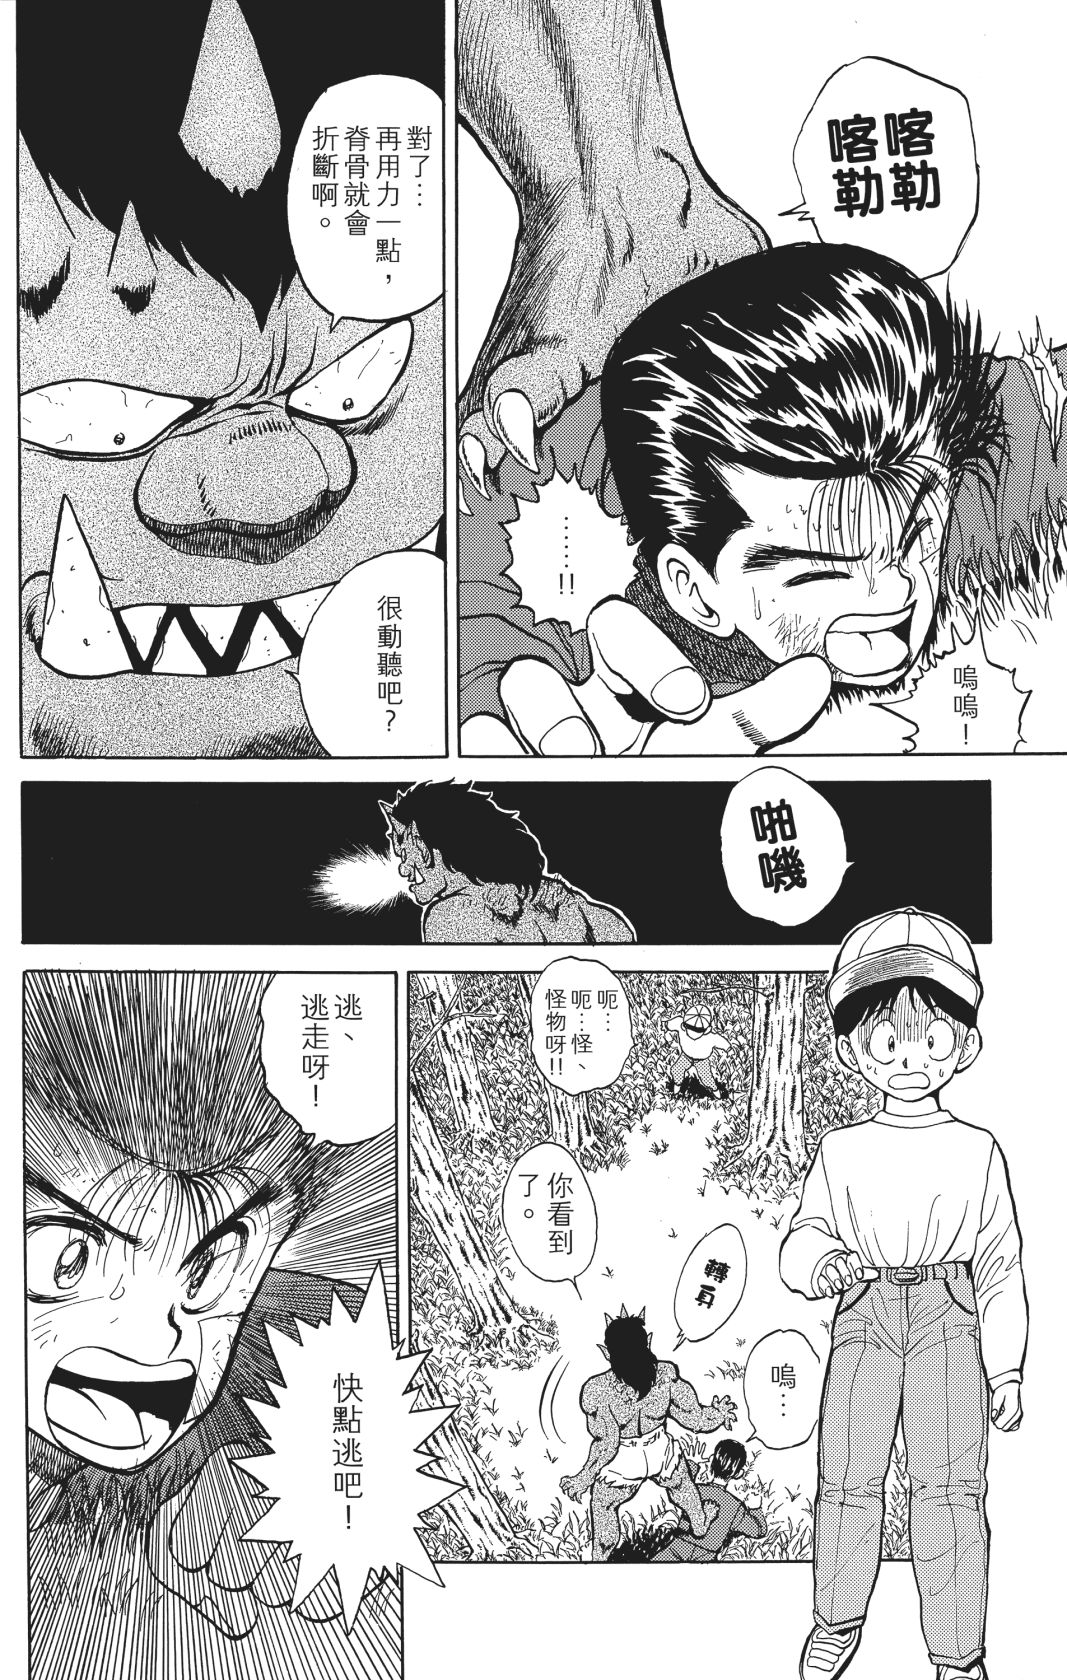 喀勒
喀勒
……!!
嗚嗚！
對了…
再用力一點，
脊骨就會
折斷啊。
很動聽吧？
啪嘰
呃…
呃…怪、
怪物呀!!
你看到
了。
轉身
嗚…
逃、
逃走呀！
快點逃吧！